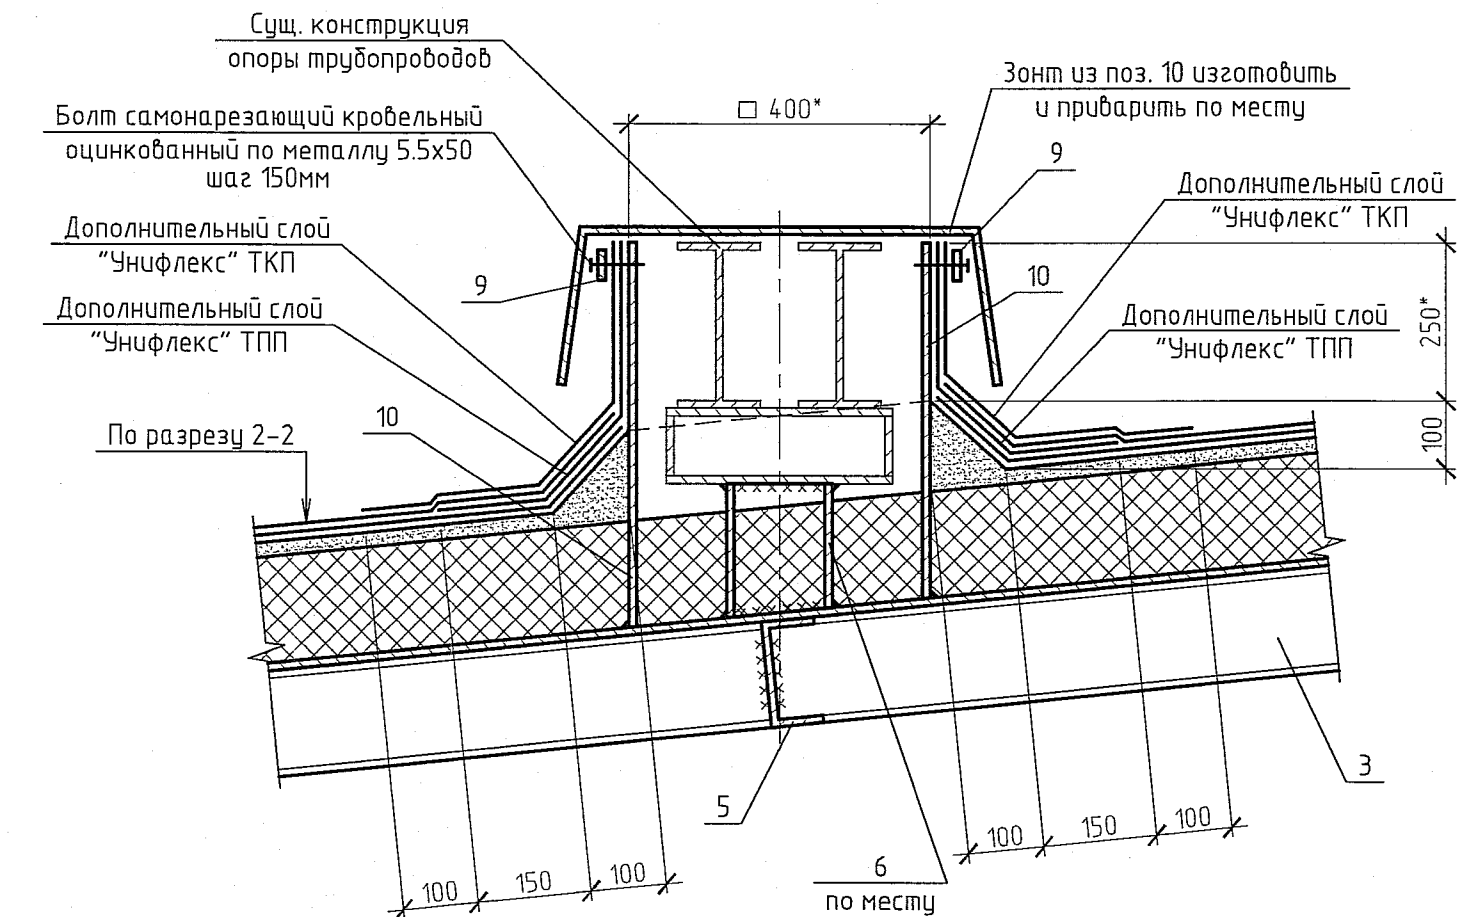 Сущ. конструкция
опоры трубопроводов
Зонт из поз. 10 изготовить
и приварить по месту
□ 400*
Болт самонарезающий кровельный
оцинкованный по металлу 5.5х50
шаг 150мм
9
Дополнительный слой
"Унифлекс" ТКП
Дополнительный слой
"Унифлекс" ТКП
9
10
Дополнительный слой
"Унифлекс" ТПП
Дополнительный слой
"Унифлекс" ТПП
250*
10
100
По разрезу 2-2
3
5
100
150
100
6
по месту
100
150
100